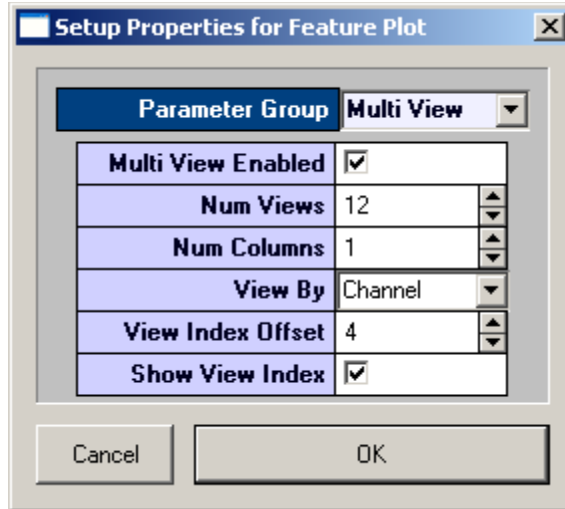 Setup Properties for Feature Plot
Parameter Group Multi View
Multi View Enabled
Num Views 12
Num Columns 1
View By Channel
View Index Offset 4
Show View Index
Cancel OK